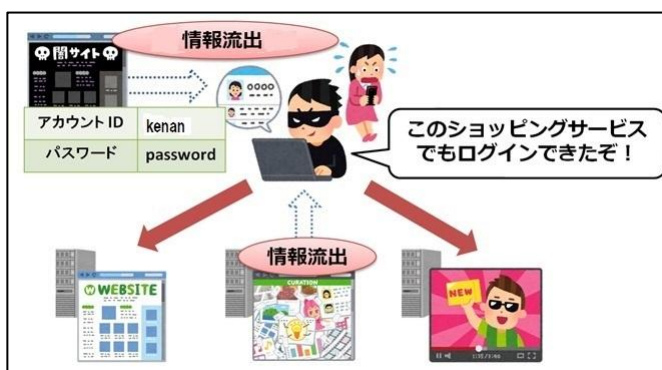 情報流出
闇サイト
アカウント ID kenan
パスワード password
このショッピングサービス
でもログインできたぞ！
情報流出
W WEBSITE
CURATION
NEW